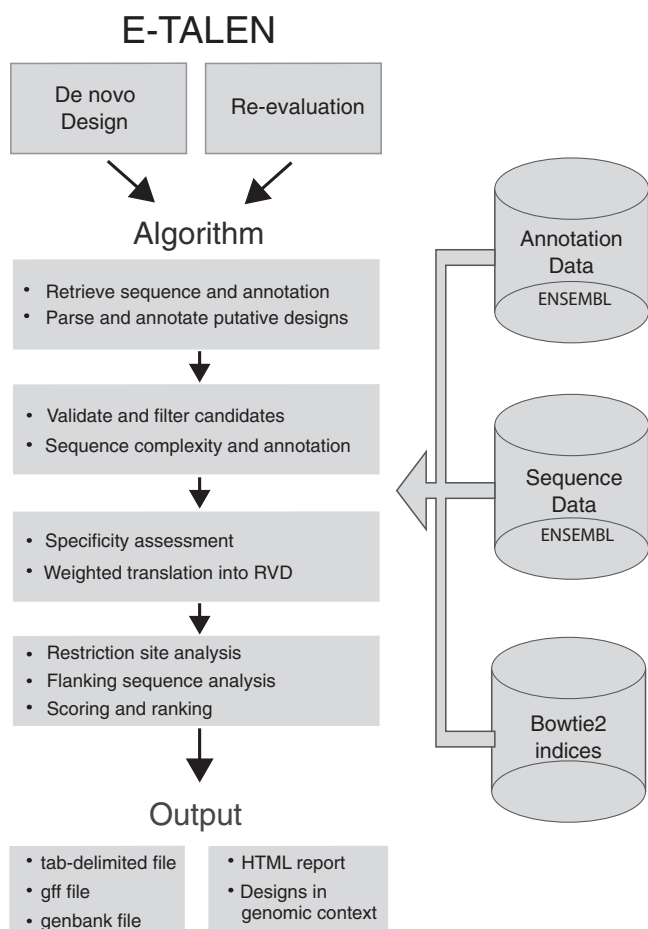 E-TALEN
De novo
Design
Re-evaluation
Algorithm
• Retrieve sequence and annotation
• Parse and annotate putative designs
• Validate and filter candidates
• Sequence complexity and annotation
• Specificity assessment
• Weighted translation into RVD
• Restriction site analysis
• Flanking sequence analysis
• Scoring and ranking
Output
• tab-delimited file
• gff file
• genbank file
• HTML report
• Designs in
genomic context
Annotation
Data
ENSEMBL
Sequence
Data
ENSEMBL
Bowtie2
indices